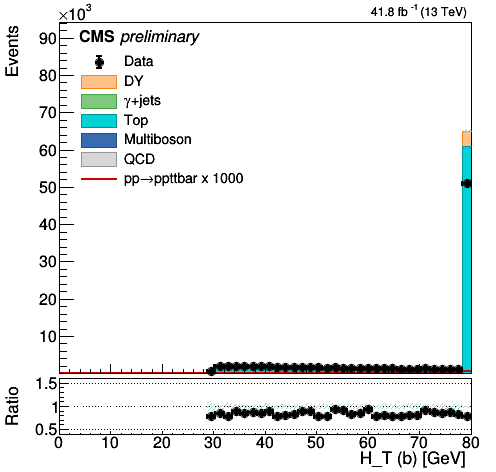 ×10³
41.8 fb⁻¹ (13 TeV)
Events
CMS preliminary
Data
DY
γ+jets
Top
Multiboson
QCD
pp→ppttbar x 1000
90
80
70
60
50
40
30
20
10
Ratio
1.5
1
0.5
0 10 20 30 40 50 60 70 80
H_T (b) [GeV]